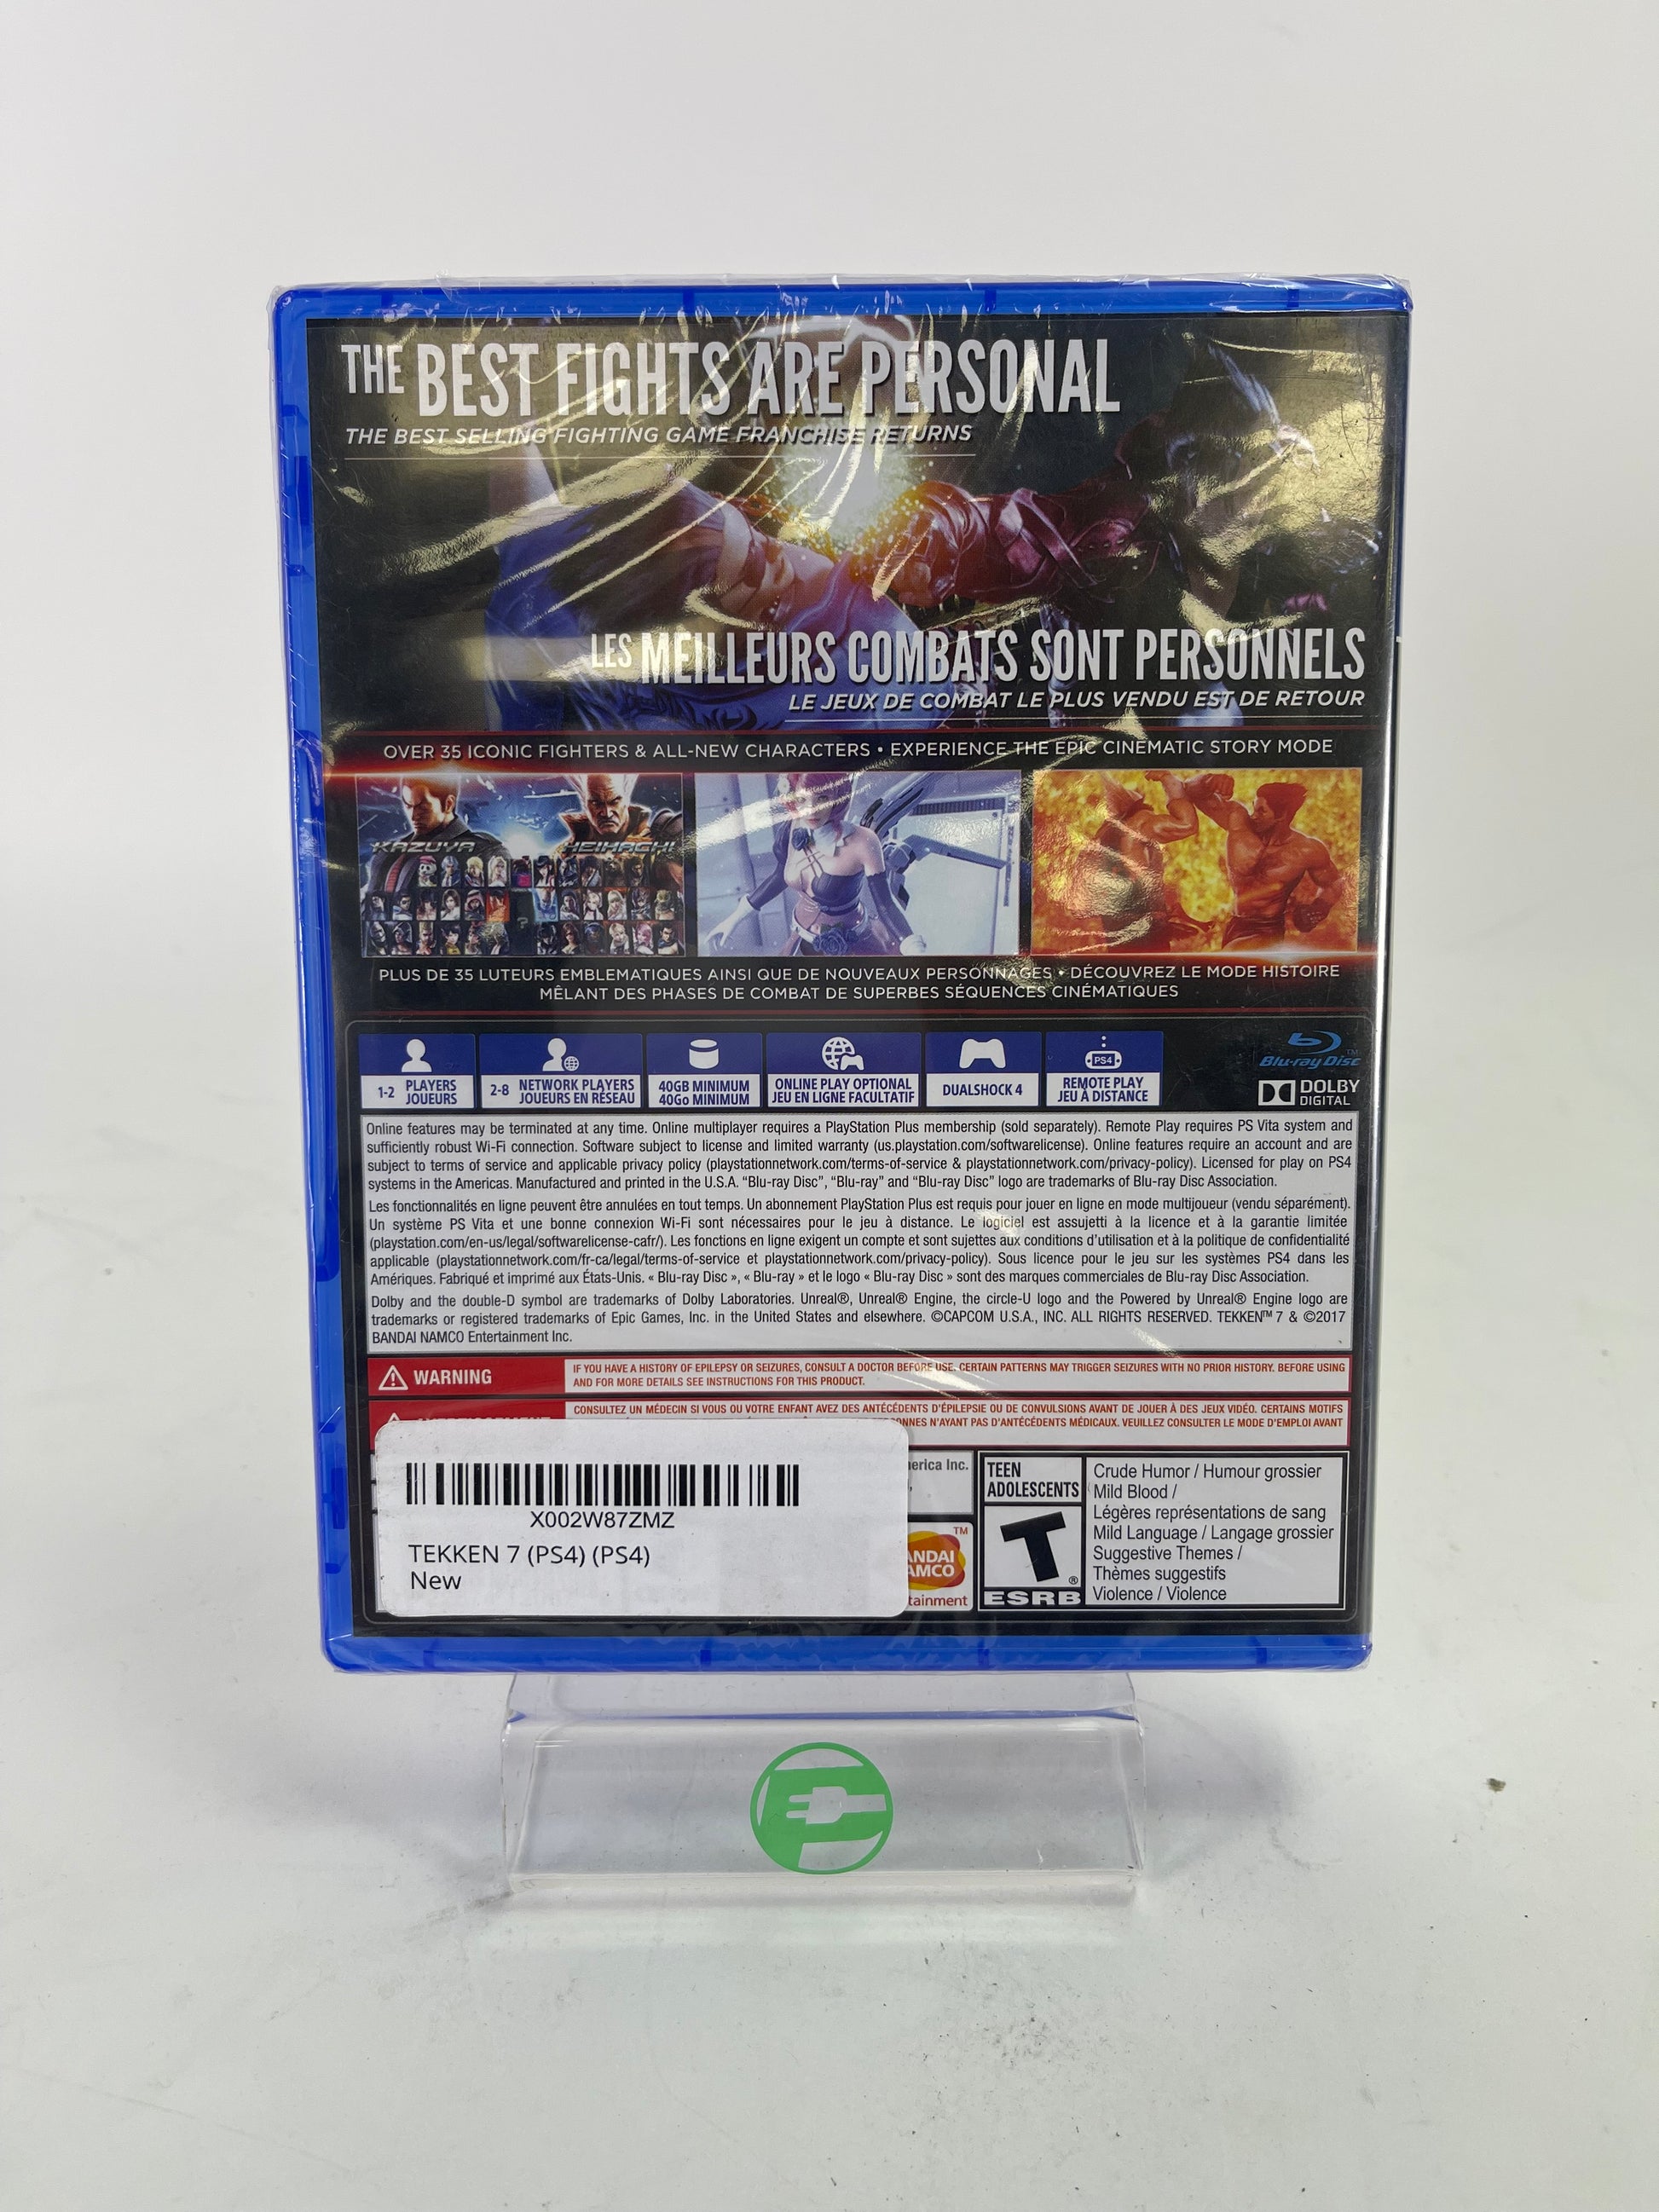 THE BEST FIGHTS ARE PERSONAL
THE BEST SELLING FIGHTING GAME FRANCHISE RETURNS
LES MEILLEURS COMBATS SONT PERSONNELS
LE JEUX DE COMBAT LE PLUS VENDU EST DE RETOUR
OVER 35 ICONIC FIGHTERS & ALL-NEW CHARACTERS • EXPERIENCE THE EPIC CINEMATIC STORY MODE
KAZUYA
HEIHACHI
PLUS DE 35 LUTEURS EMBLEMATIQUES AINSI QUE DE NOUVEAUX PERSONNAGES • DÉCOUVREZ LE MODE HISTOIRE
MÊLANT DES PHASES DE COMBAT DE SUPERBES SÉQUENCES CINÉMATIQUES
1-2 PLAYERS
JOUEURS
2-8 NETWORK PLAYERS
JOUEURS EN RÉSEAU
40GB MINIMUM
40Go MINIMUM
ONLINE PLAY OPTIONAL
JEU EN LIGNE FACULTATIF
DUALSHOCK 4
PS4
REMOTE PLAY
JEU À DISTANCE
Blu-ray Disc™
DOLBY
DIGITAL
Online features may be terminated at any time. Online multiplayer requires a PlayStation Plus membership (sold separately). Remote Play requires PS Vita system and
sufficiently robust Wi-Fi connection. Software subject to license and limited warranty (us.playstation.com/softwarelicense). Online features require an account and are
subject to terms of service and applicable privacy policy (playstationnetwork.com/terms-of-service & playstationnetwork.com/privacy-policy). Licensed for play on PS4
systems in the Americas. Manufactured and printed in the U.S.A. “Blu-ray Disc”, “Blu-ray” and “Blu-ray Disc” logo are trademarks of Blu-ray Disc Association.
Les fonctionnalités en ligne peuvent être annulées en tout temps. Un abonnement PlayStation Plus est requis pour jouer en ligne en mode multijoueur (vendu séparément).
Un système PS Vita et une bonne connexion Wi-Fi sont nécessaires pour le jeu à distance. Le logiciel est assujetti à la licence et à la garantie limitée
(playstation.com/en-us/legal/softwarelicense-cafr/). Les fonctions en ligne exigent un compte et sont sujettes aux conditions d’utilisation et à la politique de confidentialité
applicable (playstationnetwork.com/fr-ca/legal/terms-of-service et playstationnetwork.com/privacy-policy). Sous licence pour le jeu sur les systèmes PS4 dans les
Amériques. Fabriqué et imprimé aux États-Unis. « Blu-ray Disc », « Blu-ray » et le logo « Blu-ray Disc » sont des marques commerciales de Blu-ray Disc Association.
Dolby and the double-D symbol are trademarks of Dolby Laboratories. Unreal®, Unreal® Engine, the circle-U logo and the Powered by Unreal® Engine logo are
trademarks or registered trademarks of Epic Games, Inc. in the United States and elsewhere. ©CAPCOM U.S.A., INC. ALL RIGHTS RESERVED. TEKKEN™ 7 & ©2017
BANDAI NAMCO Entertainment Inc.
WARNING
IF YOU HAVE A HISTORY OF EPILEPSY OR SEIZURES, CONSULT A DOCTOR BEFORE USE. CERTAIN PATTERNS MAY TRIGGER SEIZURES WITH NO PRIOR HISTORY. BEFORE USING
AND FOR MORE DETAILS SEE INSTRUCTIONS FOR THIS PRODUCT.
CONSULTEZ UN MÉDECIN SI VOUS OU VOTRE ENFANT AVEZ DES ANTÉCÉDENTS D’ÉPILEPSIE OU DE CONVULSIONS AVANT DE JOUER À DES JEUX VIDÉO. CERTAINS MOTIFS
ONNES N’AYANT PAS D’ANTÉCÉDENTS MÉDICAUX. VEUILLEZ CONSULTER LE MODE D’EMPLOI AVANT
X002W87ZMZ
TEKKEN 7 (PS4) (PS4)
New
erica Inc.
ANDAI
AMCO
™
tainment
TEEN
ADOLESCENTS
T
®
ESRB
Crude Humor / Humour grossier
Mild Blood /
Légères représentations de sang
Mild Language / Langage grossier
Suggestive Themes /
Thèmes suggestifs
Violence / Violence